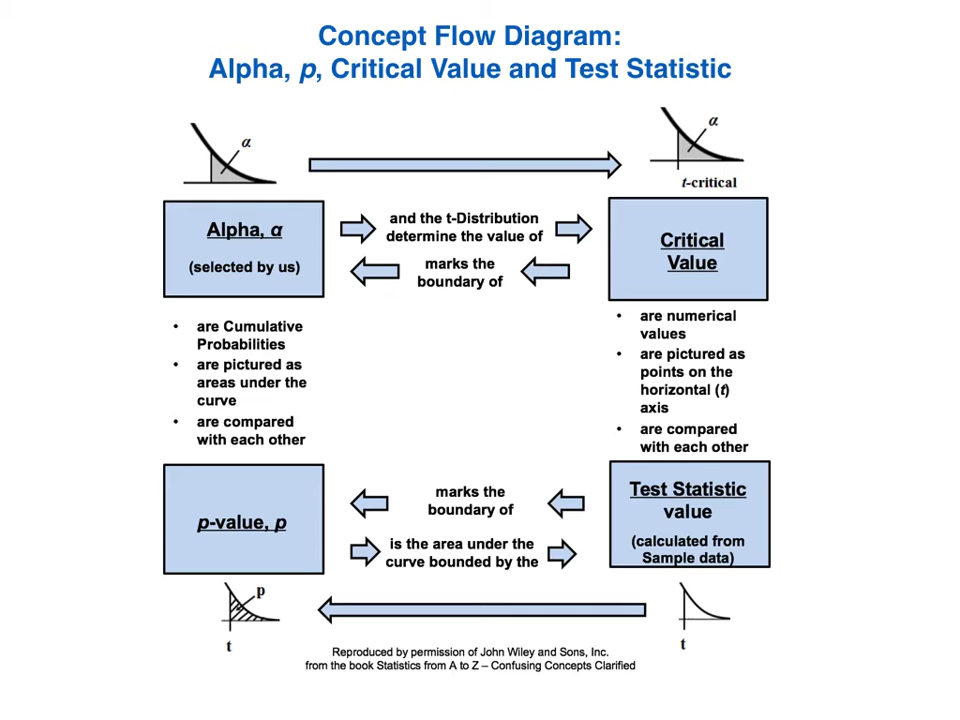 Concept Flow Diagram:
Alpha, p, Critical Value and Test Statistic
α
α
t-critical
Alpha, α
(selected by us)
and the t-Distribution
determine the value of
marks the
boundary of
Critical
Value
• are Cumulative
Probabilities
• are pictured as
areas under the
curve
• are compared
with each other
• are numerical
values
• are pictured as
points on the
horizontal (t)
axis
• are compared
with each other
p-value, p
marks the
boundary of
is the area under the
curve bounded by the
Test Statistic
value
(calculated from
Sample data)
p
t
t
Reproduced by permission of John Wiley and Sons, Inc.
from the book Statistics from A to Z – Confusing Concepts Clarified